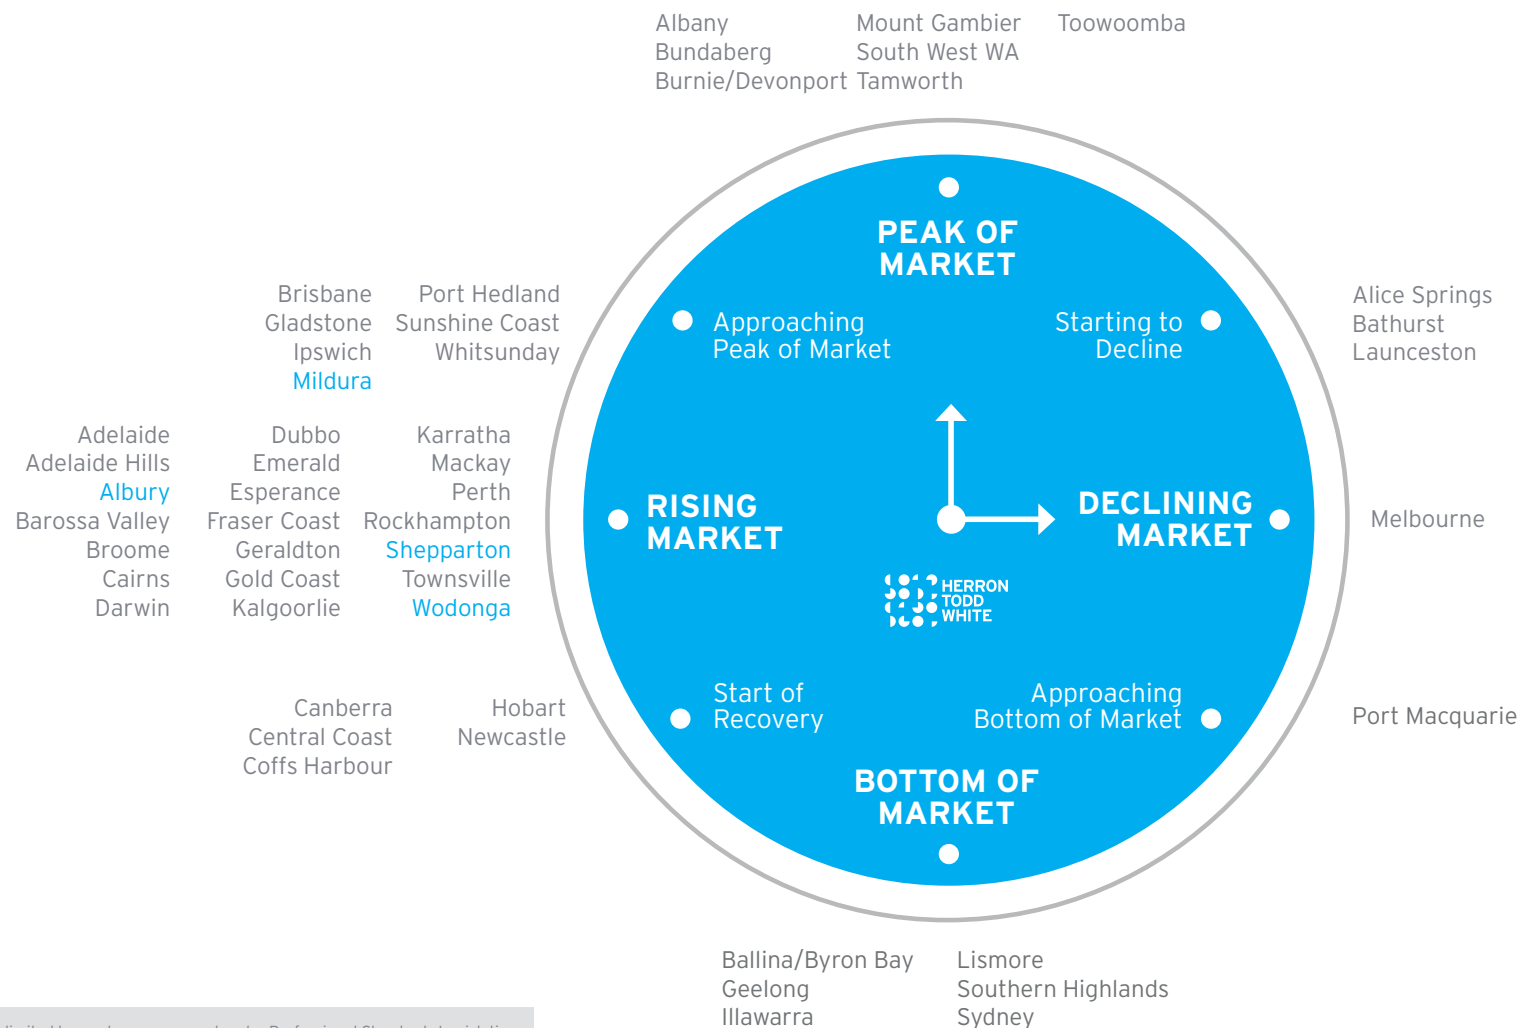 Albany
Bundaberg
Burnie/Devonport
Mount Gambier
South West WA
Tamworth
Toowoomba
PEAK OF
MARKET
Brisbane
Gladstone
Ipswich
Mildura
Port Hedland
Sunshine Coast
Whitsunday
Approaching
Peak of Market
Starting to
Decline
Alice Springs
Bathurst
Launceston
Adelaide
Adelaide Hills
Albury
Barossa Valley
Broome
Cairns
Darwin
Dubbo
Emerald
Esperance
Fraser Coast
Geraldton
Gold Coast
Kalgoorlie
Karratha
Mackay
Perth
Rockhampton
Shepparton
Townsville
Wodonga
RISING
MARKET
DECLINING
MARKET
Melbourne
HERRON
TODD
WHITE
Canberra
Central Coast
Coffs Harbour
Hobart
Newcastle
Start of
Recovery
Approaching
Bottom of Market
Port Macquarie
BOTTOM OF
MARKET
Ballina/Byron Bay
Geelong
Illawarra
Lismore
Southern Highlands
Sydney